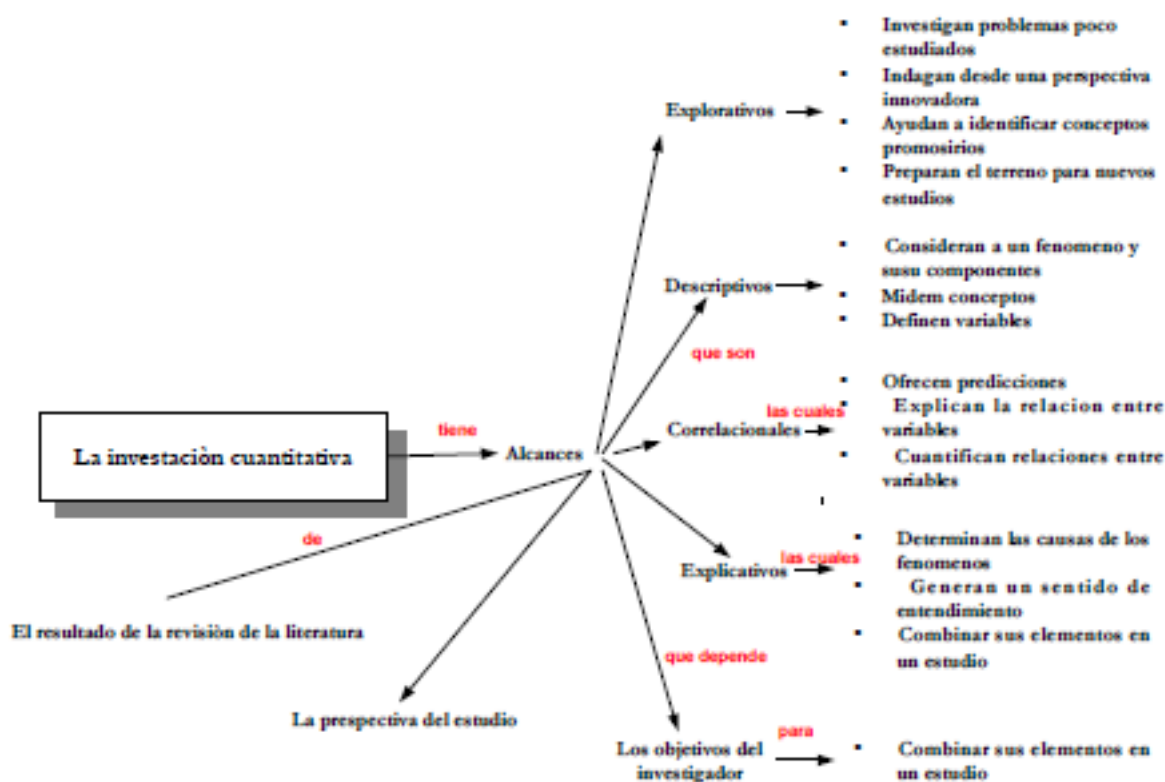 ▪ Investigan problemas poco
estudiados
▪ Indagan desde una perspectiva
innovadora
▪ Ayudan a identificar conceptos
promosirios
▪ Preparan el terreno para nuevos
estudios
Explorativos
▪ Consideran a un fenomeno y
susu componentes
▪ Midem conceptos
▪ Definen variables
Descriptivos
que son
▪ Ofrecen predicciones
▪ Explican la relacion entre
variables
▪ Cuantifican relaciones entre
variables
las cuales
Correlacionales
tiene
La investaciòn cuantitativa
Alcances
de
▪ Determinan las causas de los
fenomenos
▪ Generan un sentido de
entendimiento
▪ Combinar sus elementos en
un estudio
las cuales
Explicativos
El resultado de la revisiòn de la literatura
que depende
La prespectiva del estudio
para
Los objetivos del
investigador
▪ Combinar sus elementos en
un estudio